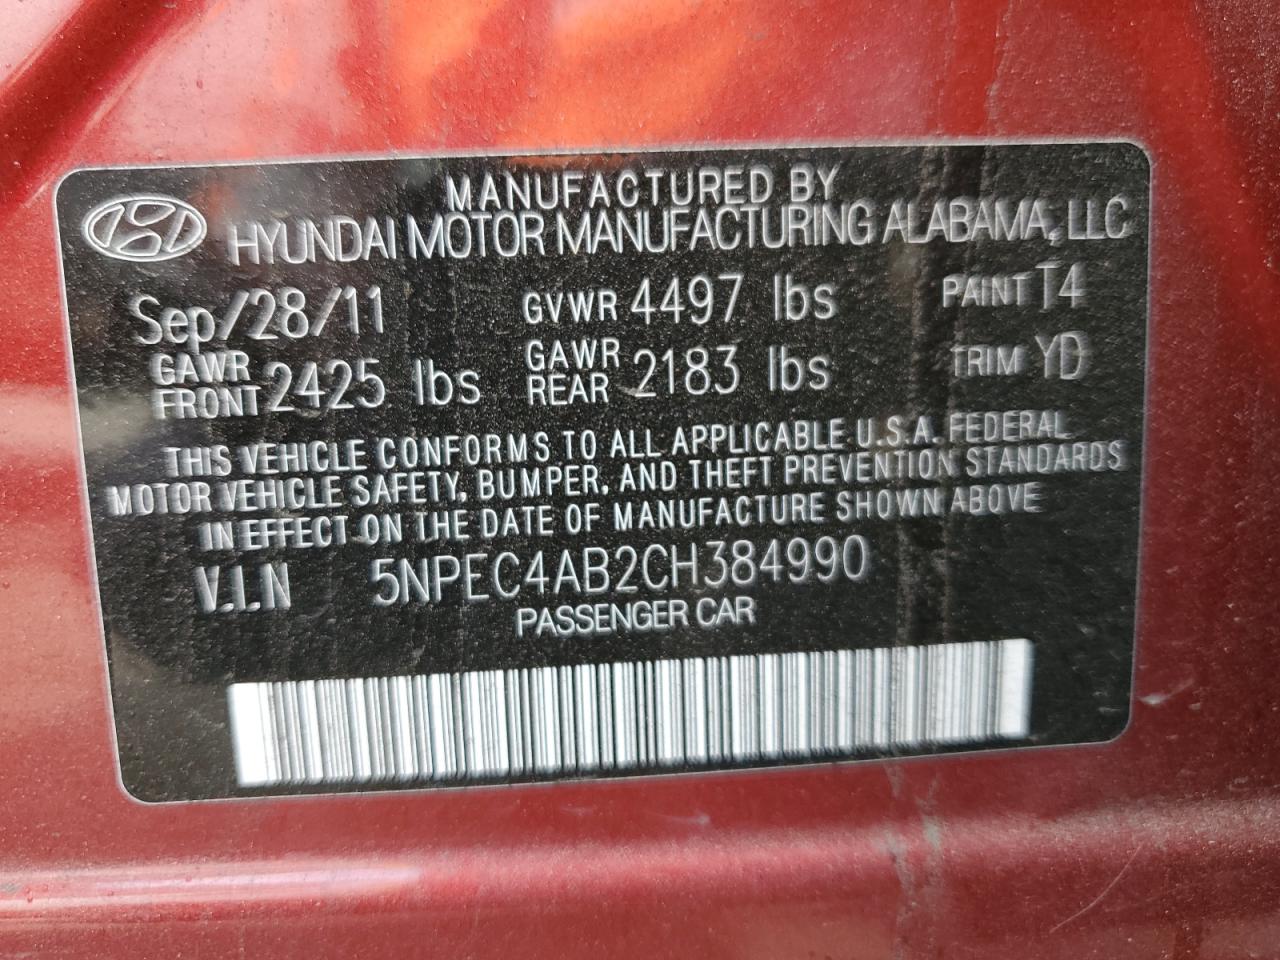 MANUFACTURED BY
HYUNDAI MOTOR MANUFACTURING ALABAMA, LLC
Sep/28/11 GVWR 4497 lbs PAINT T4
GAWR FRONT 2425 lbs GAWR REAR 2183 lbs TRIM YD
THIS VEHICLE CONFORMS TO ALL APPLICABLE U.S.A. FEDERAL
MOTOR VEHICLE SAFETY, BUMPER, AND THEFT PREVENTION STANDARDS
IN EFFECT ON THE DATE OF MANUFACTURE SHOWN ABOVE
V.I.N 5NPEC4AB2CH384990
PASSENGER CAR